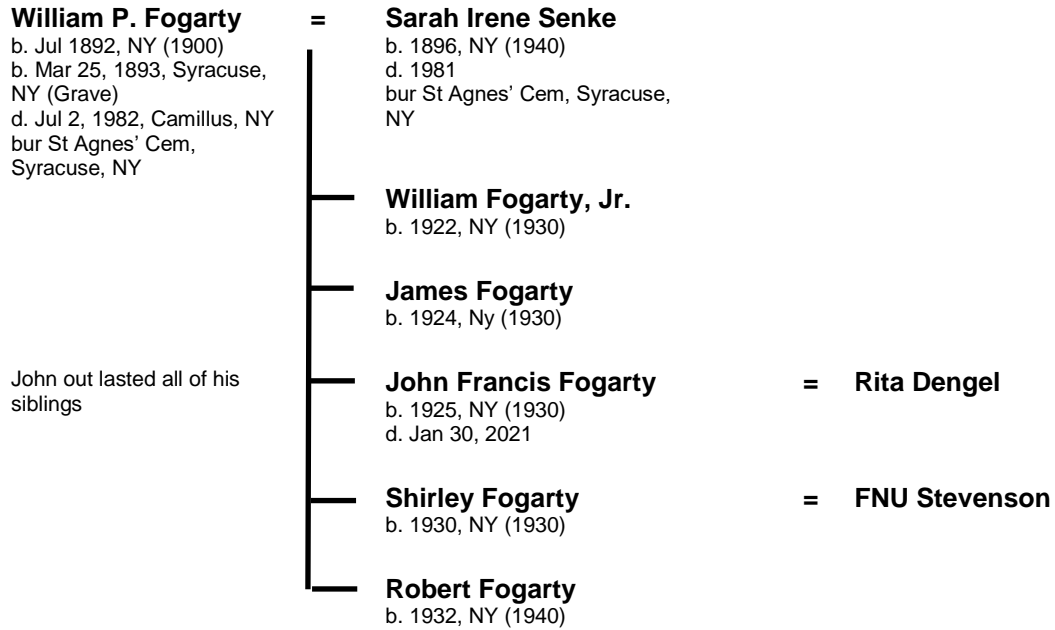 William P. Fogarty = Sarah Irene Senke
b. Jul 1892, NY (1900)
b. Mar 25, 1893, Syracuse,
NY (Grave)
d. Jul 2, 1982, Camillus, NY
bur St Agnes’ Cem,
Syracuse, NY
b. 1896, NY (1940)
d. 1981
bur St Agnes’ Cem, Syracuse,
NY
William Fogarty, Jr.
b. 1922, NY (1930)
James Fogarty
b. 1924, Ny (1930)
John out lasted all of his
siblings
John Francis Fogarty = Rita Dengel
b. 1925, NY (1930)
d. Jan 30, 2021
Shirley Fogarty = FNU Stevenson
b. 1930, NY (1930)
Robert Fogarty
b. 1932, NY (1940)